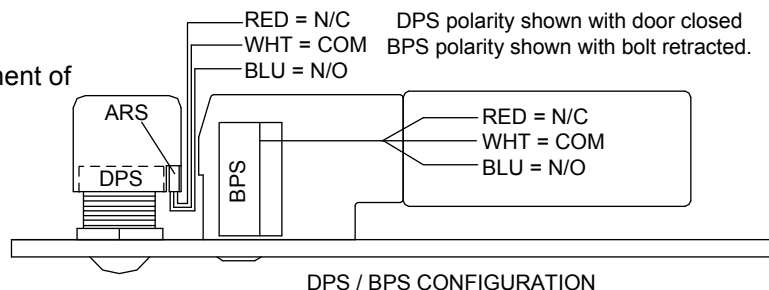 RED = N/C
WHT = COM
BLU = N/O
DPS polarity shown with door closed
BPS polarity shown with bolt retracted.
ent of
ARS
DPS
BPS
RED = N/C
WHT = COM
BLU = N/O
DPS / BPS CONFIGURATION